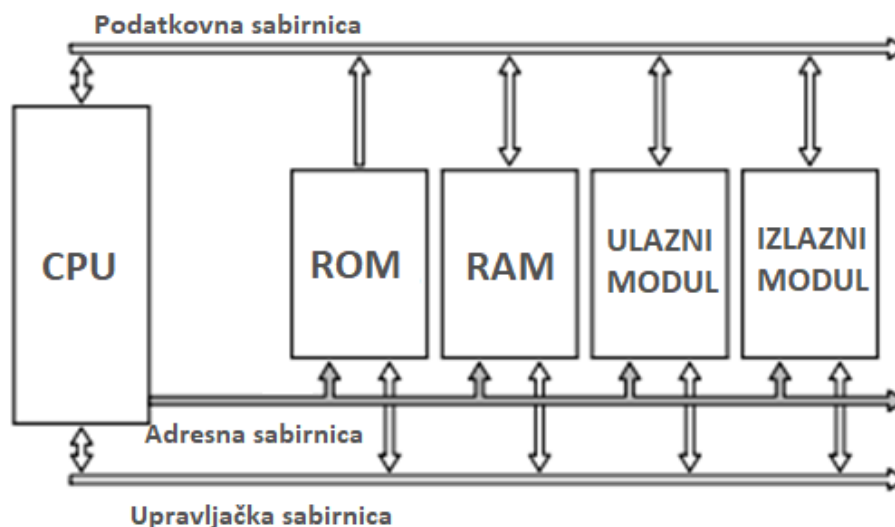 Podatkovna sabirnica
CPU
ROM
RAM
ULAZNI
MODUL
IZLAZNI
MODUL
Adresna sabirnica
Upravljačka sabirnica